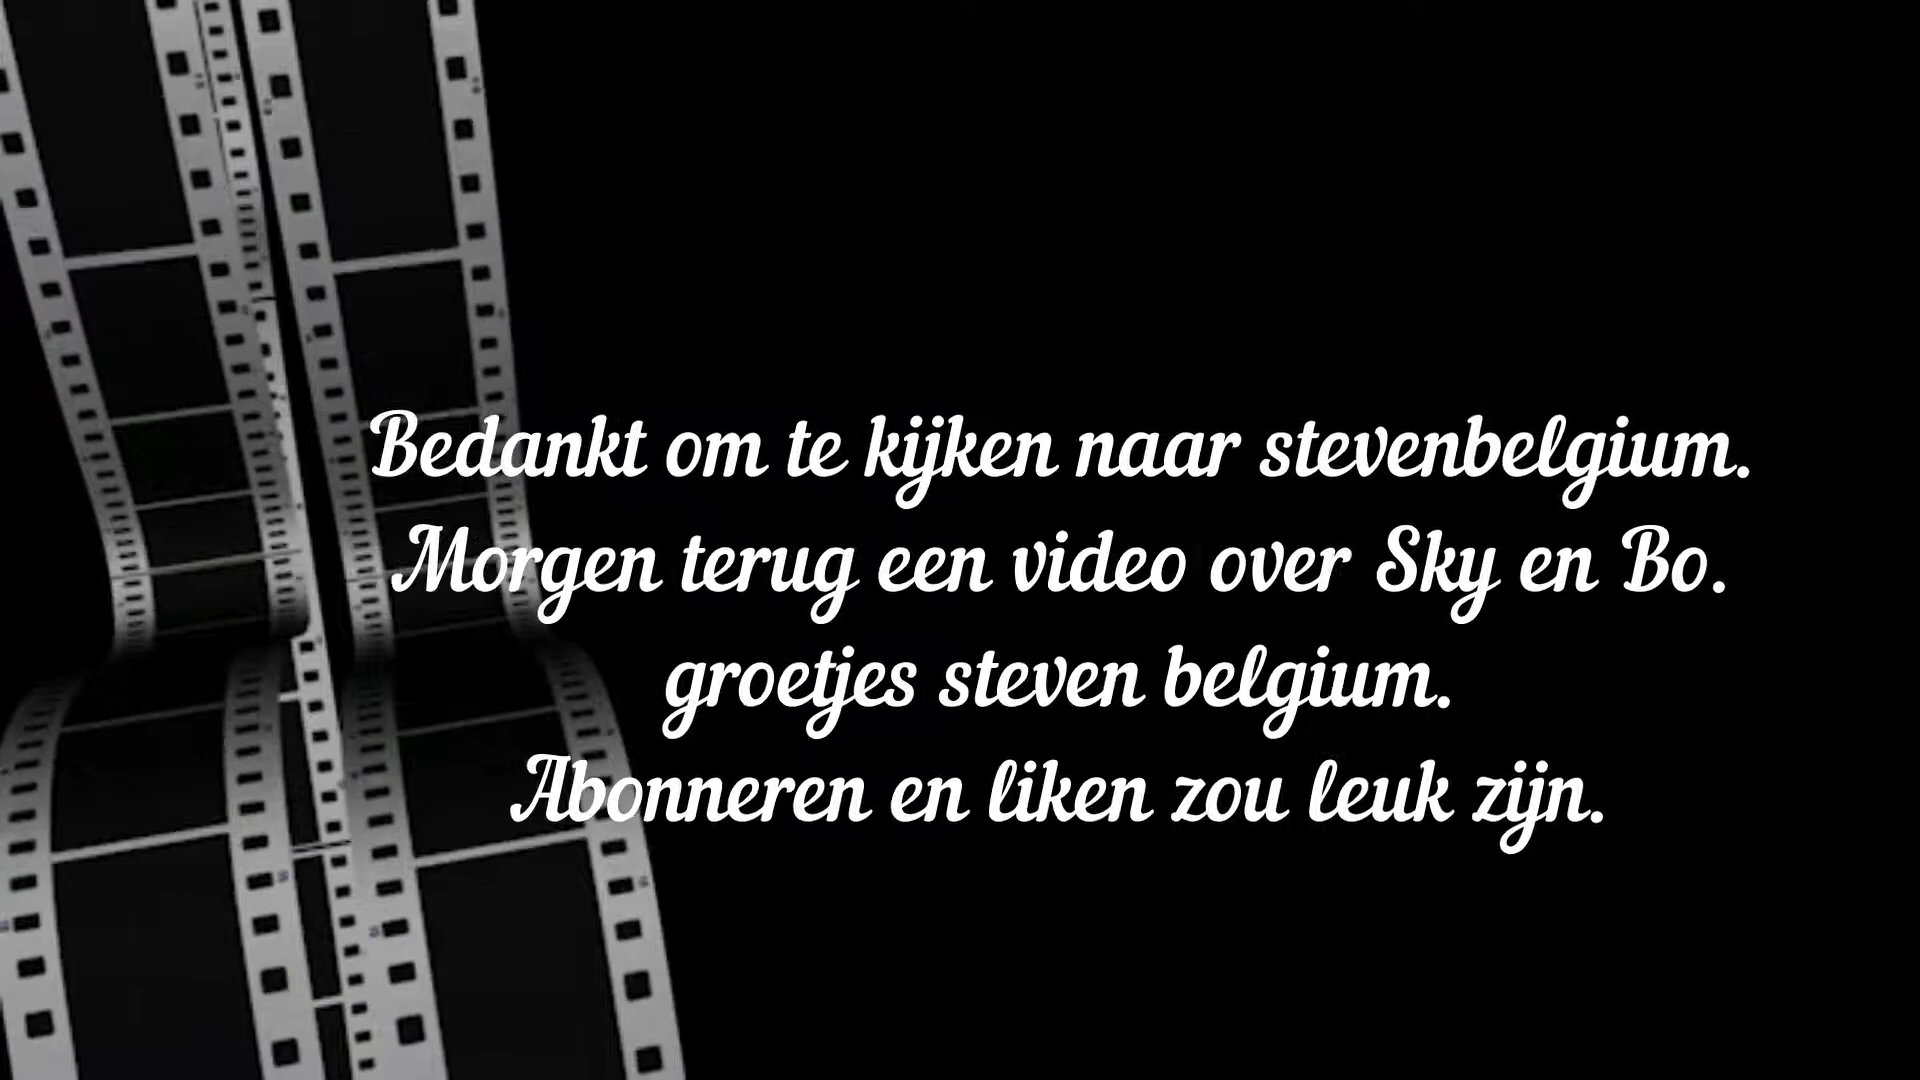 Bedankt om te kijken naar stevenbelgium.
Morgen terug een video over Sky en Bo.
groetjes steven belgium.
Abonneren en liken zou leuk zijn.